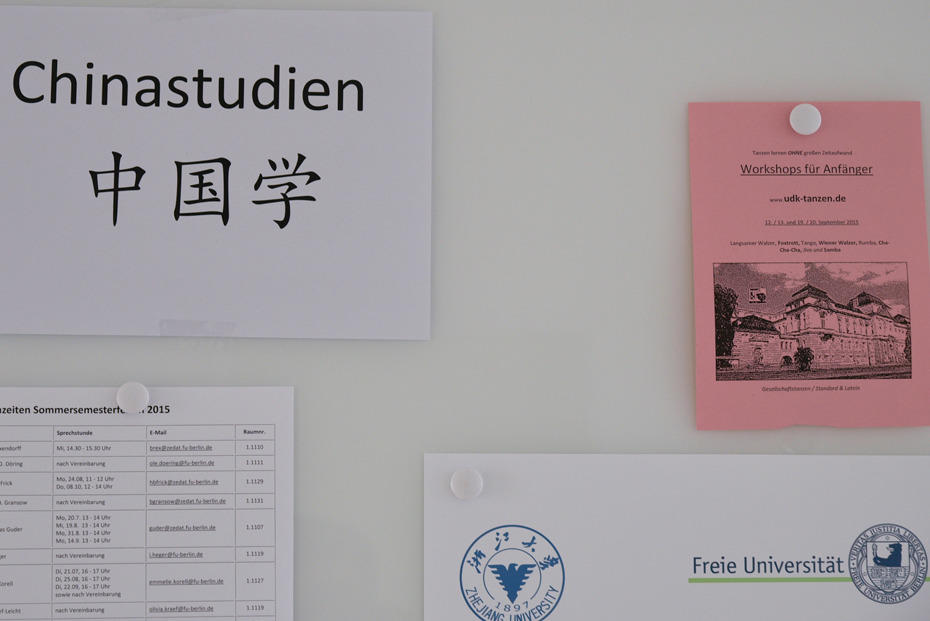 Chinastudien
中国学
Tanzen lernen OHNE großen Zeitaufwand
Workshops für Anfänger
www.udk-tanzen.de
12. / 13. und 19. / 20. September 2015
Langsamer Walzer, Foxtrott, Tango, Wiener Walzer, Rumba, Cha-
Cha-Cha, Jive und Samba
Gesellschaftstanzen / Standard & Latein
2015
Sprechstunde E-Mail Raumnr.
Mi, 14.30 - 15.30 Uhr brex@zedat.fu-berlin.de 1.1110
Döring nach Vereinbarung ole.doering@fu-berlin.de 1.1111
Frick Mo, 24.08, 11 - 12 Uhr hbfrick@zedat.fu-berlin.de 1.1129
Do, 08.10, 12 - 14 Uhr
Gransow nach Vereinbarung bgransow@zedat.fu-berlin.de 1.1131
Guder Mo, 20.7. 13 - 14 Uhr guder@zedat.fu-berlin.de 1.1107
Mi, 19.8. 13 - 14 Uhr
Mo, 31.8. 13 - 14 Uhr
Mo, 14.9. 13 - 14 Uhr
nach Vereinbarung i.heger@fu-berlin.de 1.1119
Korell Di, 21.07, 16 - 17 Uhr emmelie.korell@fu-berlin.de 1.1127
Di, 25.08, 16 - 17 Uhr
Di, 22.09, 16 - 17 Uhr
sowie nach Vereinbarung
Leicht nach Vereinbarung olivia.kraef@fu-berlin.de 1.1119
浙江大学
1897
ZHEJIANG UNIVERSITY
Freie Universität
VERITAS IUSTITIA LIBERTAS
FREIE UNIVERSITÄT BERLIN